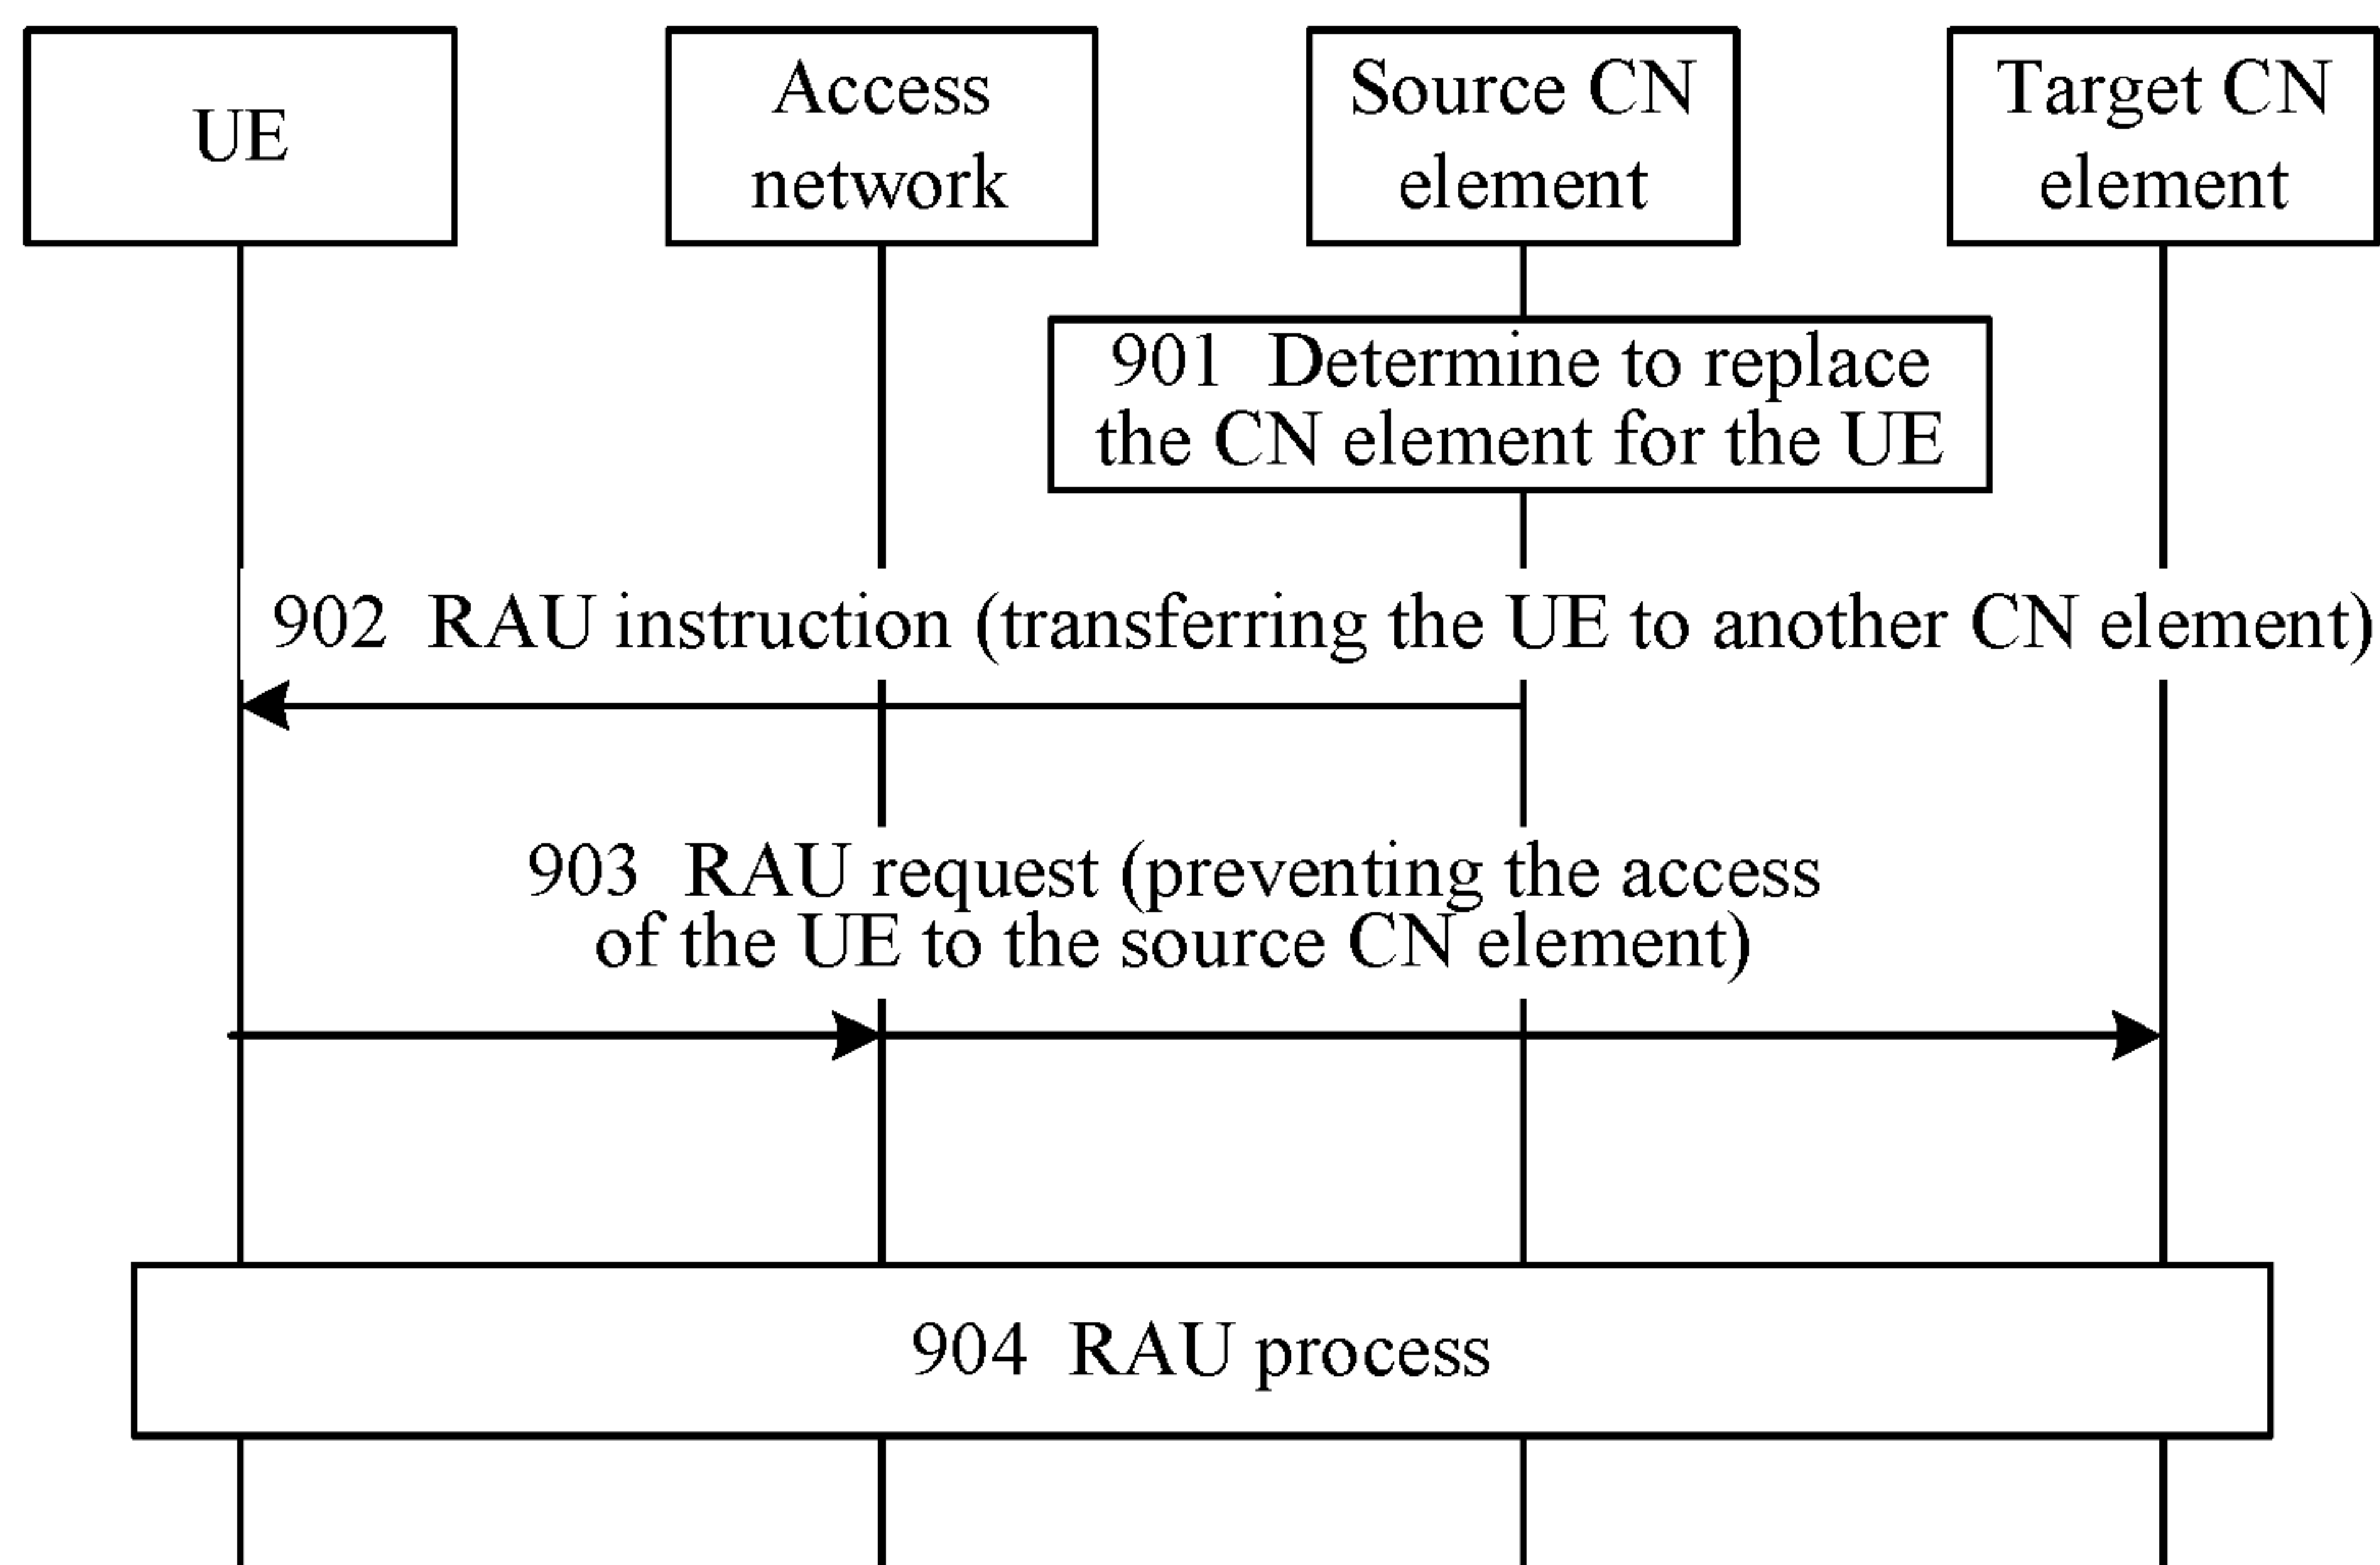 UE
Access
network
Source CN
element
Target CN
element
901 Determine to replace
the CN element for the UE
902 RAU instruction (transferring the UE to another CN element)
903 RAU request (preventing the access
of the UE to the source CN element)
904 RAU process